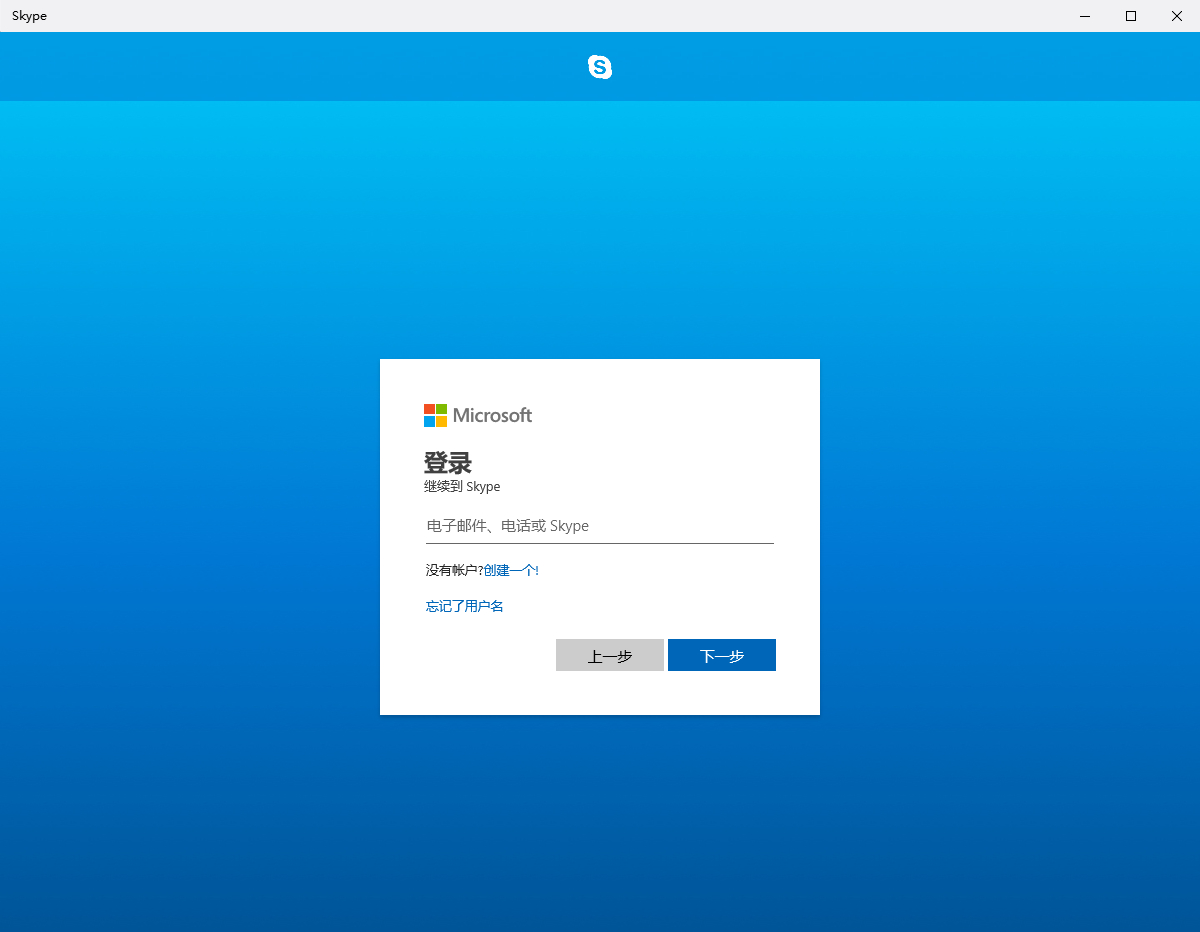 Skype
Microsoft
登录
继续到 Skype
电子邮件、电话或 Skype
没有帐户?创建一个!
忘记了用户名
上一步 下一步